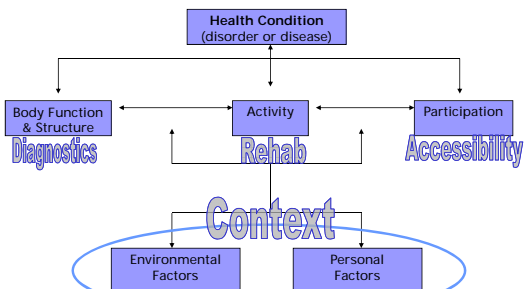 Health Condition
(disorder or disease)
Body Function
& Structure
Activity
Participation
Diagnostics
Rehab
Accessibility
Context
Environmental
Factors
Personal
Factors